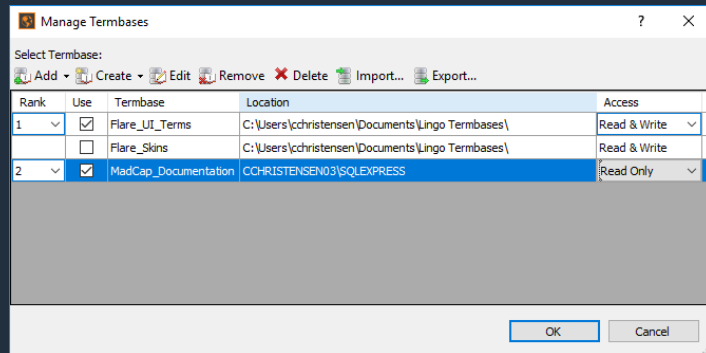 Manage Termbases ? ✕
Select Termbase:
Add Create Edit Remove Delete Import... Export...
Rank Use Termbase Location Access
1 Flare_UI_Terms C:\Users\cchristensen\Documents\Lingo Termbases\ Read & Write
Flare_Skins C:\Users\cchristensen\Documents\Lingo Termbases\ Read & Write
2 MadCap_Documentation CCHRISTENSEN03\SQLEXPRESS Read Only
OK Cancel